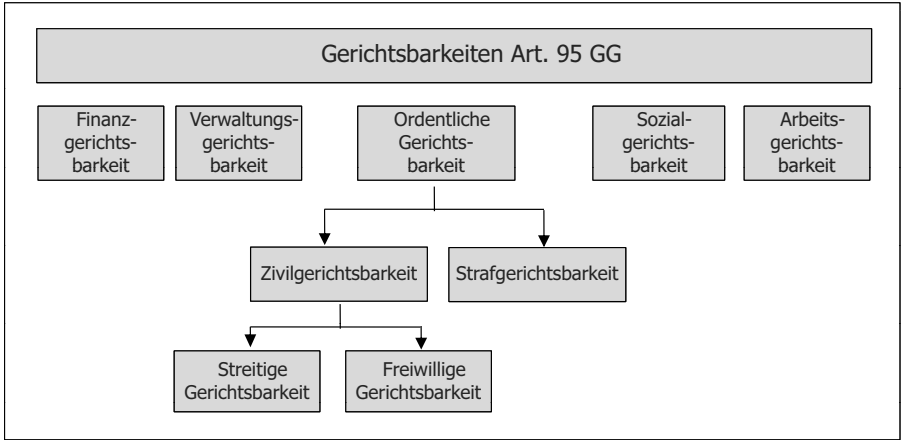 Gerichtsbarkeiten Art. 95 GG
Finanz-
gerichts-
barkeit
Verwaltungs-
gerichts-
barkeit
Ordentliche
Gerichts-
barkeit
Sozial-
gerichts-
barkeit
Arbeits-
gerichts-
barkeit
Zivilgerichtsbarkeit
Strafgerichtsbarkeit
Streitige
Gerichtsbarkeit
Freiwillige
Gerichtsbarkeit